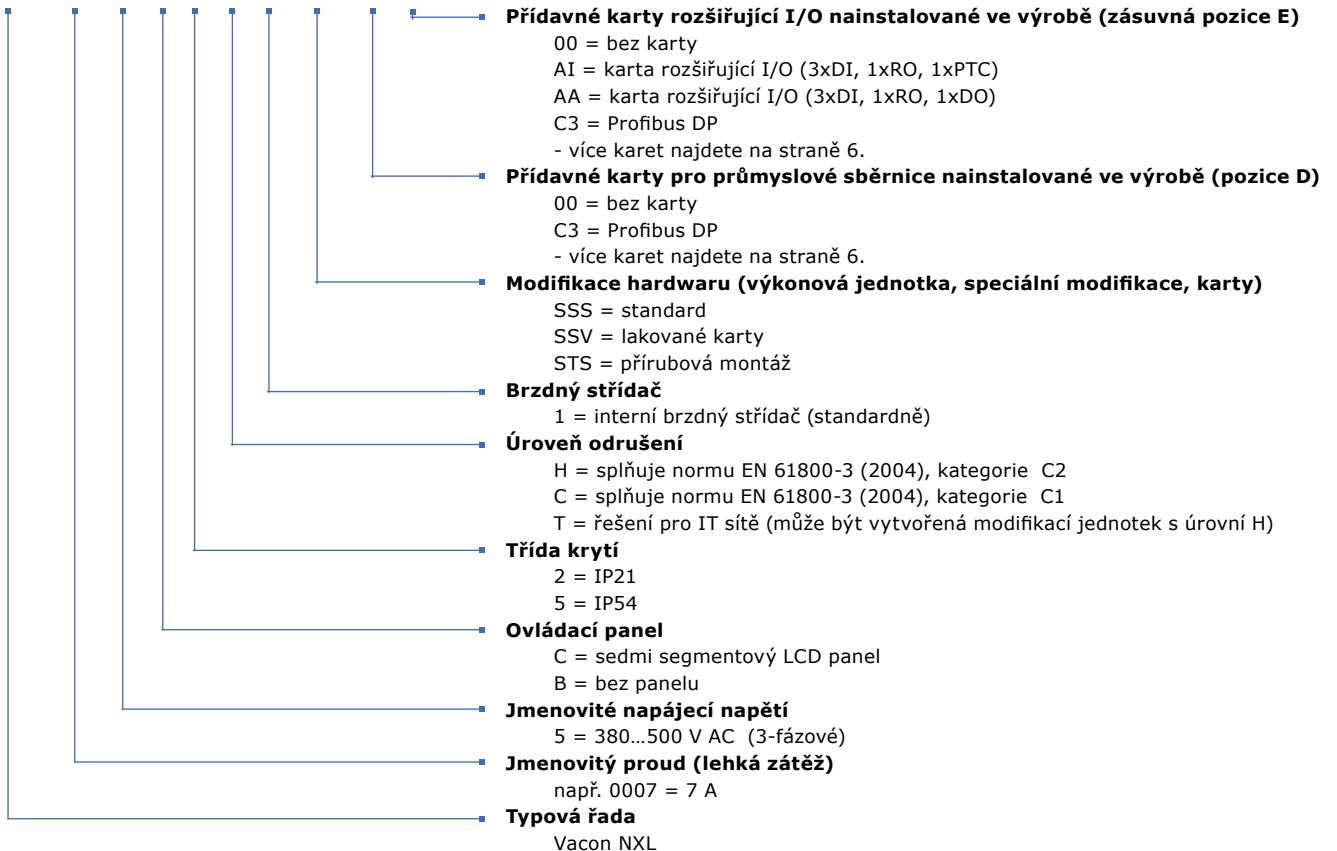 Přídavné karty rozšiřující I/O nainstalované ve výrobě (zásuvná pozice E)
00 = bez karty
AI = karta rozšiřující I/O (3xDI, 1xRO, 1xPTC)
AA = karta rozšiřující I/O (3xDI, 1xRO, 1xDO)
C3 = Profibus DP
- více karet najdete na straně 6.
Přídavné karty pro průmyslové sběrnice nainstalované ve výrobě (pozice D)
00 = bez karty
C3 = Profibus DP
- více karet najdete na straně 6.
Modifikace hardwaru (výkonová jednotka, speciální modifikace, karty)
SSS = standard
SSV = lakované karty
STS = přírubová montáž
Brzdný střídač
1 = interní brzdný střídač (standardně)
Úroveň odrušení
H = splňuje normu EN 61800-3 (2004), kategorie  C2
C = splňuje normu EN 61800-3 (2004), kategorie  C1
T = řešení pro IT sítě (může být vytvořená modifikací jednotek s úrovní H)
Třída krytí
2 = IP21
5 = IP54
Ovládací panel
C = sedmi segmentový LCD panel
B = bez panelu
Jmenovité napájecí napětí
5 = 380…500 V AC  (3-fázové)
Jmenovitý proud (lehká zátěž)
např. 0007 = 7 A
Typová řada
Vacon NXL